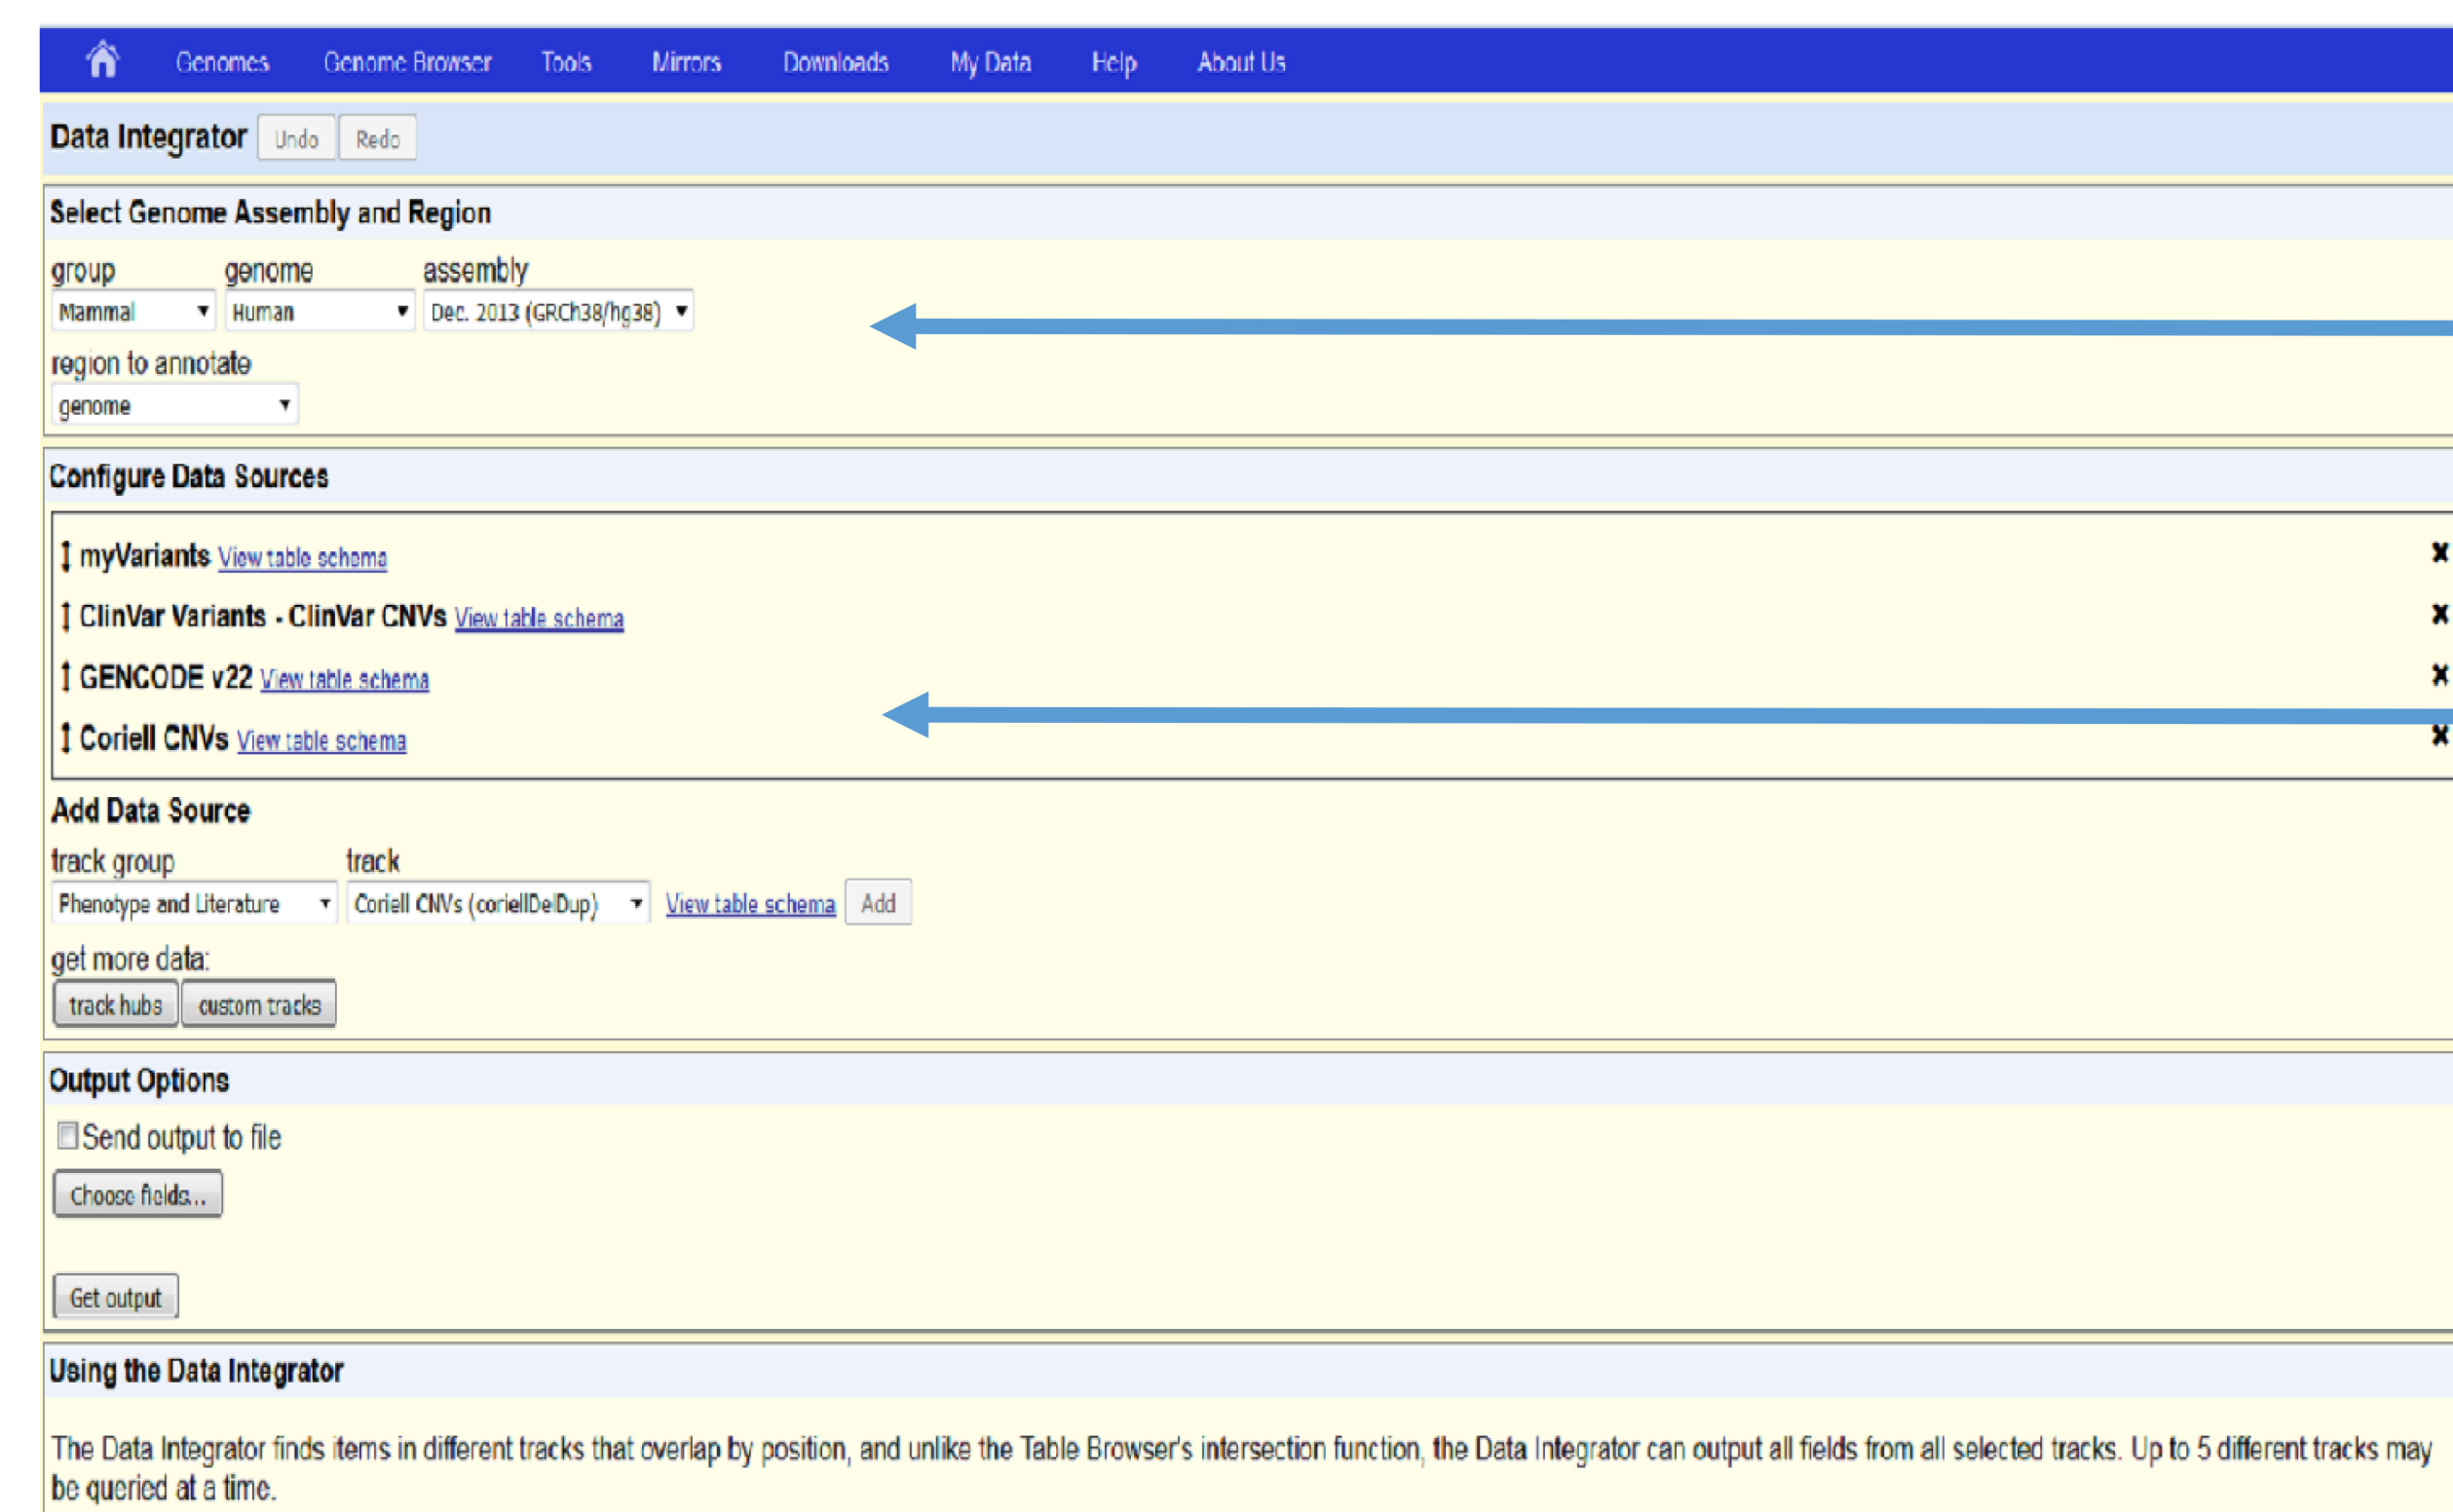 Genomes Genome Browser Tools Mirrors Downloads My Data Help About Us
Data Integrator Undo Redo
Select Genome Assembly and Region
group genome assembly
Mammal Human Dec. 2013 (GRCh38/hg38)
region to annotate
genome
Configure Data Sources
myVariants View table schema
ClinVar Variants - ClinVar CNVs View table schema
GENCODE v22 View table schema
Coriell CNVs View table schema
Add Data Source
track group track
Phenotype and Literature Coriell CNVs (coriellDelDup) View table schema Add
get more data:
track hubs custom tracks
Output Options
Send output to file
Choose fields...
Get output
Using the Data Integrator
The Data Integrator finds items in different tracks that overlap by position, and unlike the Table Browser's intersection function, the Data Integrator can output all fields from all selected tracks. Up to 5 different tracks may
be queried at a time.